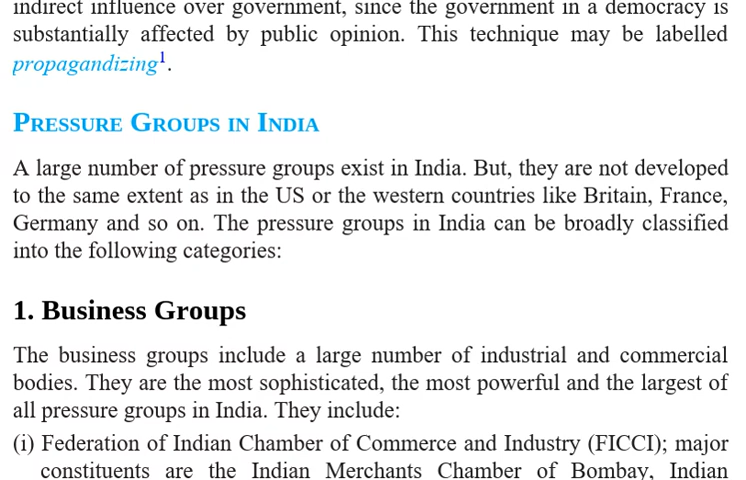 indirect influence over government, since the government in a democracy is
substantially affected by public opinion. This technique may be labelled
propagandizing1.
PRESSURE GROUPS IN INDIA
A large number of pressure groups exist in India. But, they are not developed
to the same extent as in the US or the western countries like Britain, France,
Germany and so on. The pressure groups in India can be broadly classified
into the following categories:
1. Business Groups
The business groups include a large number of industrial and commercial
bodies. They are the most sophisticated, the most powerful and the largest of
all pressure groups in India. They include:
(i) Federation of Indian Chamber of Commerce and Industry (FICCI); major
constituents are the Indian Merchants Chamber of Bombay, Indian